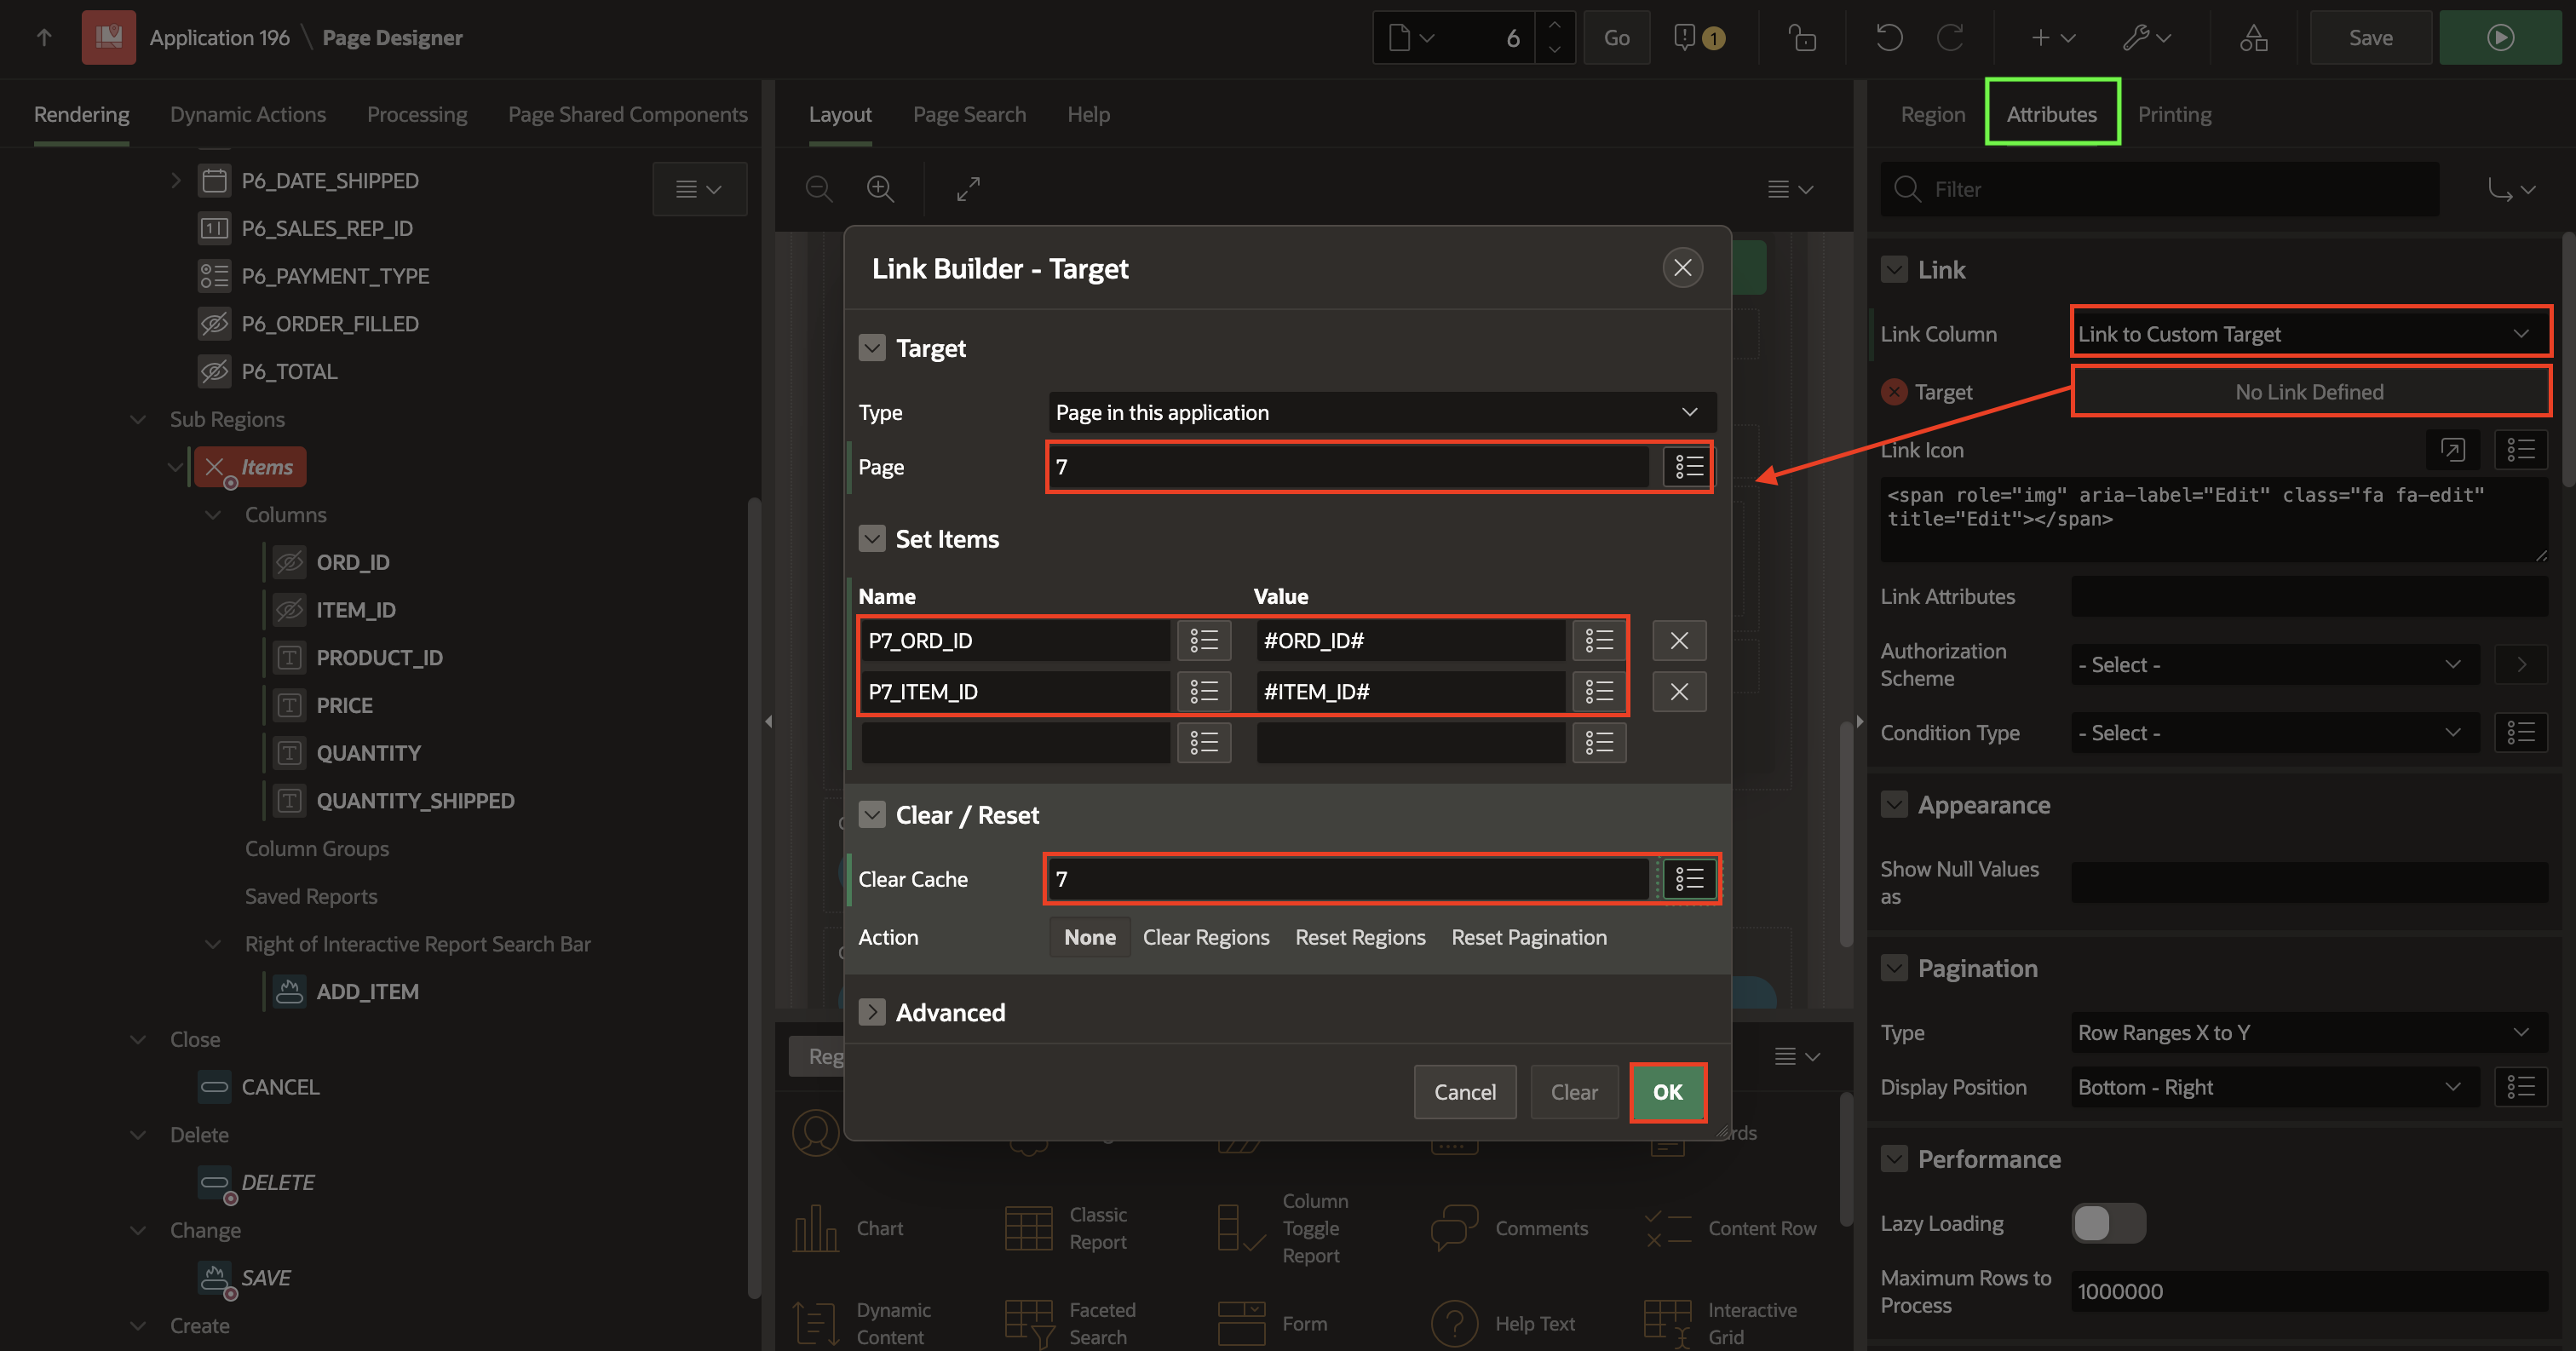 Application 196 \ Page Designer
6
Go
1
Save
Rendering
Dynamic Actions
Processing
Page Shared Components
P6_DATE_SHIPPED
P6_SALES_REP_ID
P6_PAYMENT_TYPE
P6_ORDER_FILLED
P6_TOTAL
Sub Regions
Items
Columns
ORD_ID
ITEM_ID
PRODUCT_ID
PRICE
QUANTITY
QUANTITY_SHIPPED
Column Groups
Saved Reports
Right of Interactive Report Search Bar
ADD_ITEM
Close
CANCEL
Delete
DELETE
Change
SAVE
Create
Layout
Page Search
Help
Link Builder - Target
Target
Type
Page in this application
Page
7
Set Items
Name
Value
P7_ORD_ID
#ORD_ID#
P7_ITEM_ID
#ITEM_ID#
Clear / Reset
Clear Cache
7
Action
None
Clear Regions
Reset Regions
Reset Pagination
Advanced
Cancel
Clear
OK
Chart
Classic
Report
Column
Toggle
Report
Comments
Content Row
Dynamic
Content
Faceted
Search
Form
Help Text
Interactive
Grid
Region
Attributes
Printing
Filter
Link
Link Column
Link to Custom Target
Target
No Link Defined
Link Icon
<span role="img" aria-label="Edit" class="fa fa-edit"
title="Edit"></span>
Link Attributes
Authorization
Scheme
- Select -
Condition Type
- Select -
Appearance
Show Null Values
as
Pagination
Type
Row Ranges X to Y
Display Position
Bottom - Right
Performance
Lazy Loading
Maximum Rows to
Process
1000000